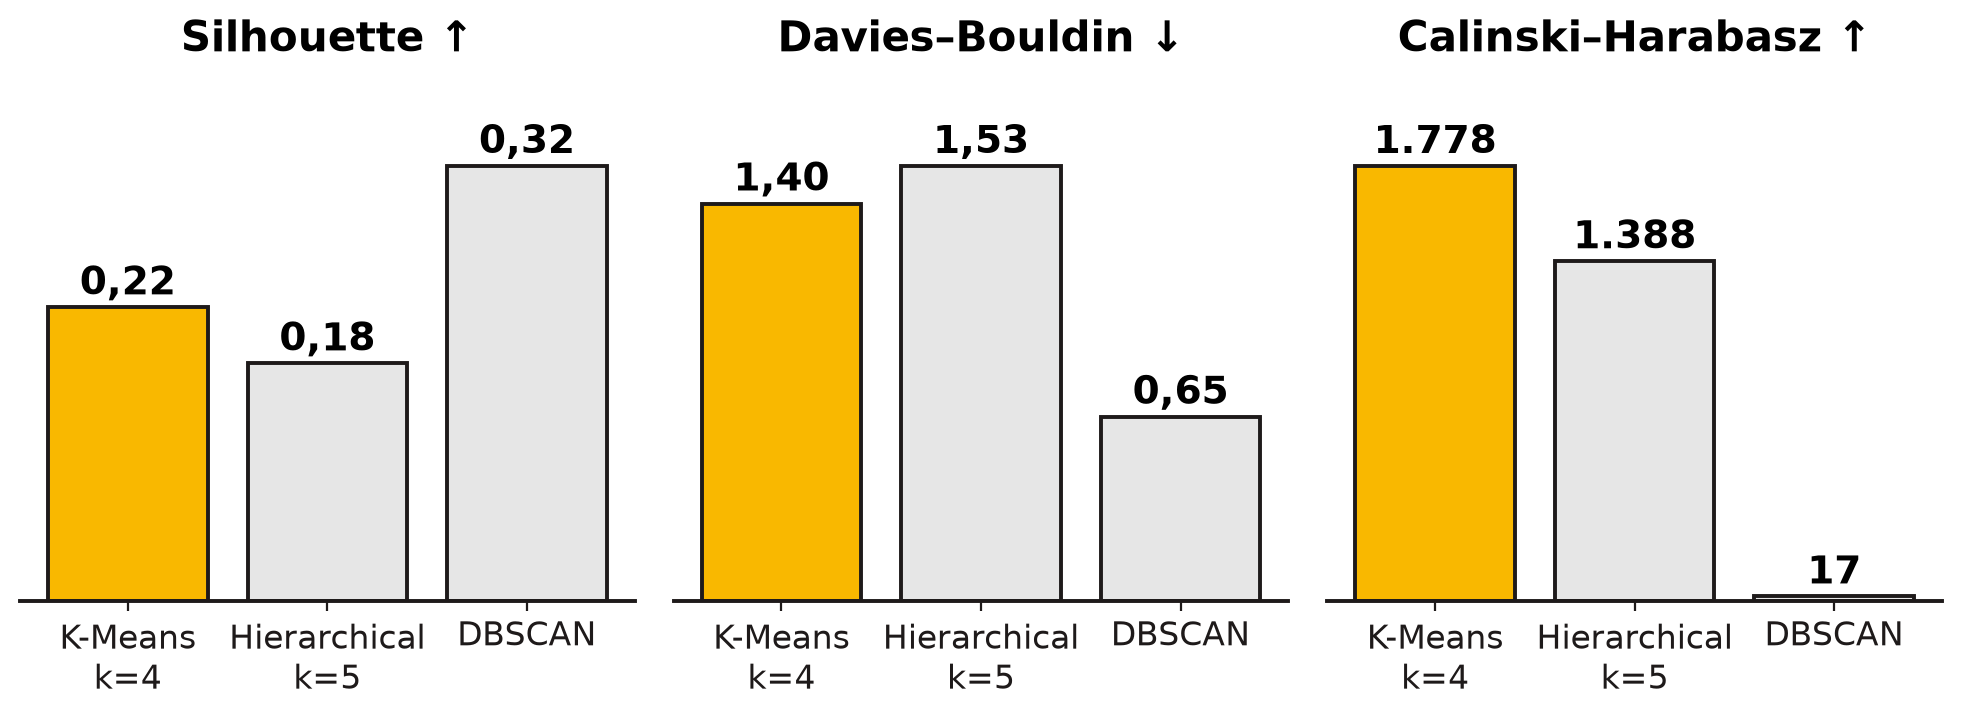 Silhouette ↑
0,22
0,18
0,32
K-Means
k=4
Hierarchical
k=5
DBSCAN
Davies–Bouldin ↓
1,40
1,53
0,65
K-Means
k=4
Hierarchical
k=5
DBSCAN
Calinski–Harabasz ↑
1.778
1.388
17
K-Means
k=4
Hierarchical
k=5
DBSCAN